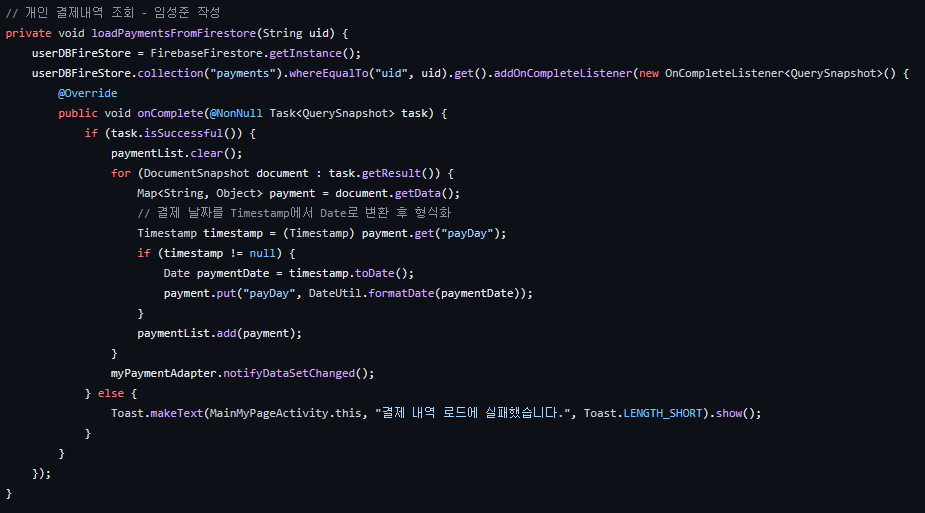 // 개인 결제내역 조회 - 임성준 작성
private void loadPaymentsFromFirestore(String uid) {
    userDBFireStore = FirebaseFirestore.getInstance();
    userDBFireStore.collection("payments").whereEqualTo("uid", uid).get().addOnCompleteListener(new OnCompleteListener<QuerySnapshot>() {
        @Override
        public void onComplete(@NonNull Task<QuerySnapshot> task) {
            if (task.isSuccessful()) {
                paymentList.clear();
                for (DocumentSnapshot document : task.getResult()) {
                    Map<String, Object> payment = document.getData();
                    // 결제 날짜를 Timestamp에서 Date로 변환 후 형식화
                    Timestamp timestamp = (Timestamp) payment.get("payDay");
                    if (timestamp != null) {
                        Date paymentDate = timestamp.toDate();
                        payment.put("payDay", DateUtil.formatDate(paymentDate));
                    }
                    paymentList.add(payment);
                }
                myPaymentAdapter.notifyDataSetChanged();
            } else {
                Toast.makeText(MainMyPageActivity.this, "결제 내역 로드에 실패했습니다.", Toast.LENGTH_SHORT).show();
            }
        }
    });
}